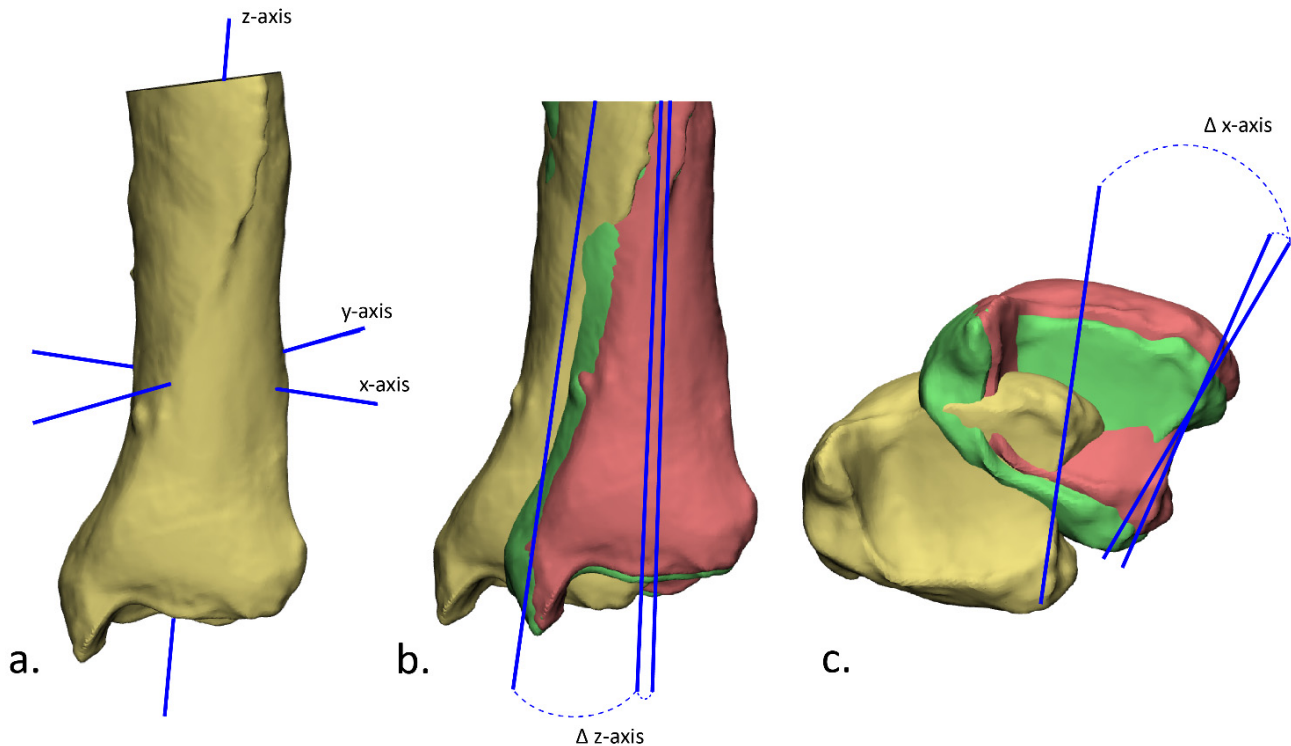 z-axis
y-axis
x-axis
Δ x-axis
a.
b.
c.
Δ z-axis